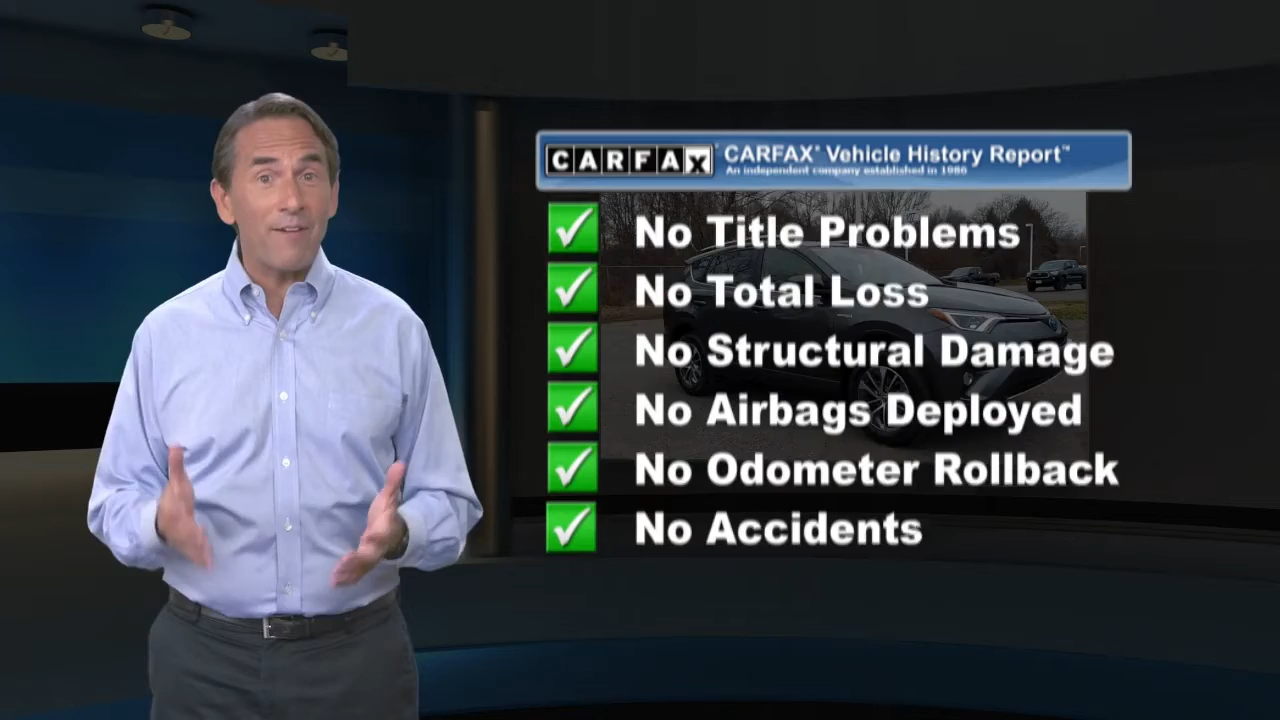 CARFAX
CARFAX® Vehicle History Report™
An independent company established in 1986
No Title Problems
No Total Loss
No Structural Damage
No Airbags Deployed
No Odometer Rollback
No Accidents